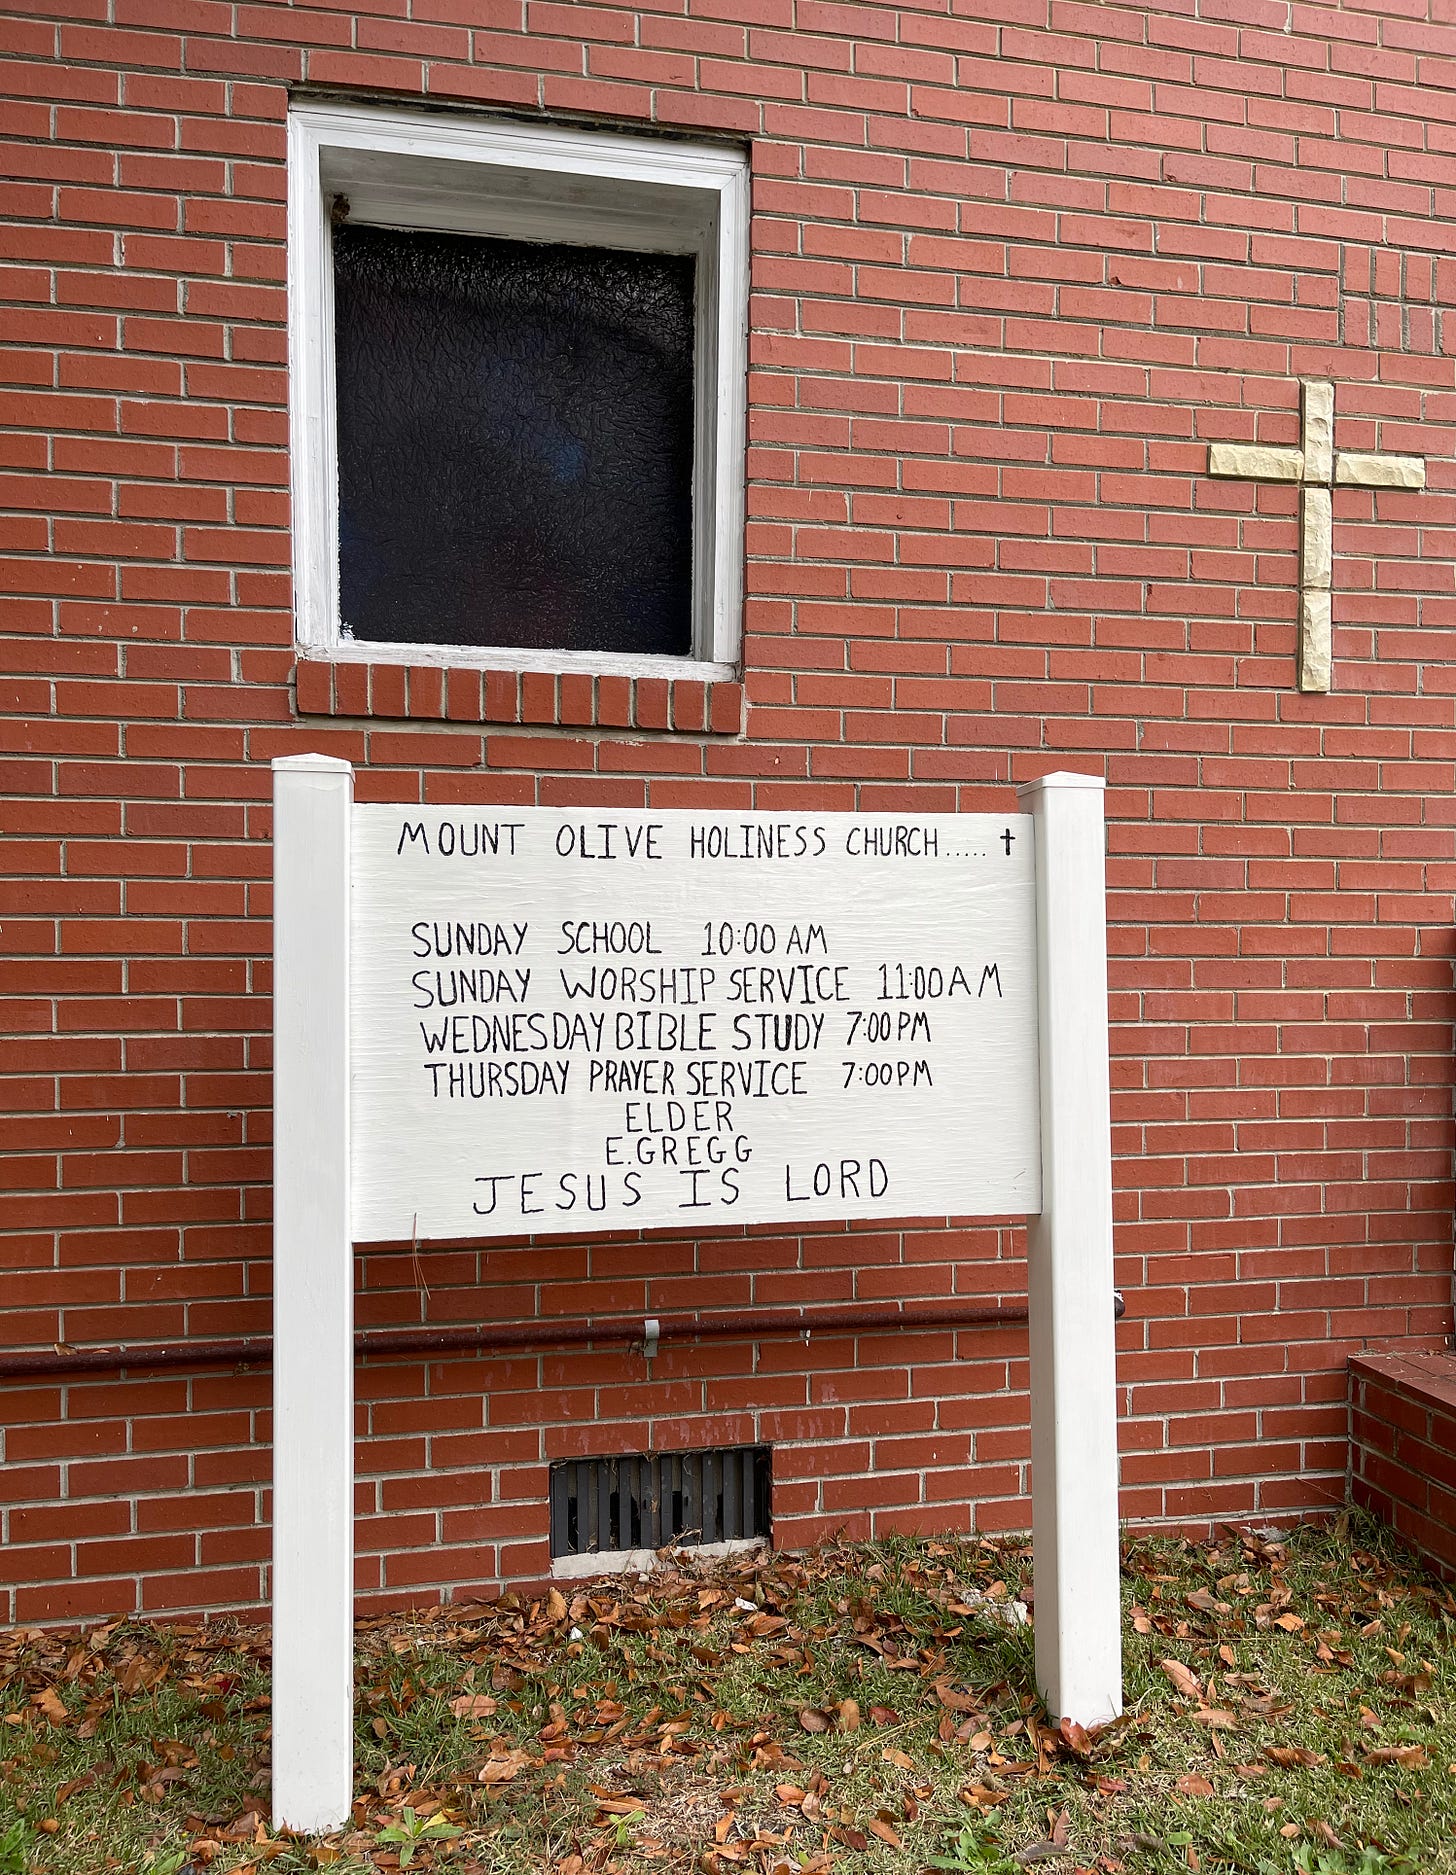 MOUNT OLIVE HOLINESS CHURCH..... ✝
SUNDAY SCHOOL 10:00 AM
SUNDAY WORSHIP SERVICE 11:00 AM
WEDNESDAY BIBLE STUDY 7:00 PM
THURSDAY PRAYER SERVICE 7:00 PM
ELDER
E. GREGG
JESUS IS LORD